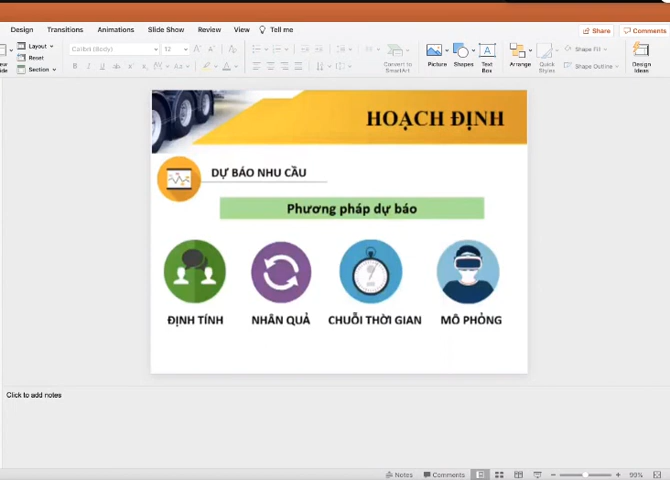 Design Transitions Animations Slide Show Review View Tell me Share Comments
Layout
Reset
Section
Calibri (Body) 12
Convert to SmartArt
Picture Shapes Text Box Arrange Quick Styles
Shape Fill
Shape Outline
Design Ideas
HOẠCH ĐỊNH
DỰ BÁO NHU CẦU
Phương pháp dự báo
ĐỊNH TÍNH NHÂN QUẢ CHUỖI THỜI GIAN MÔ PHỎNG
Click to add notes
Notes Comments 99%